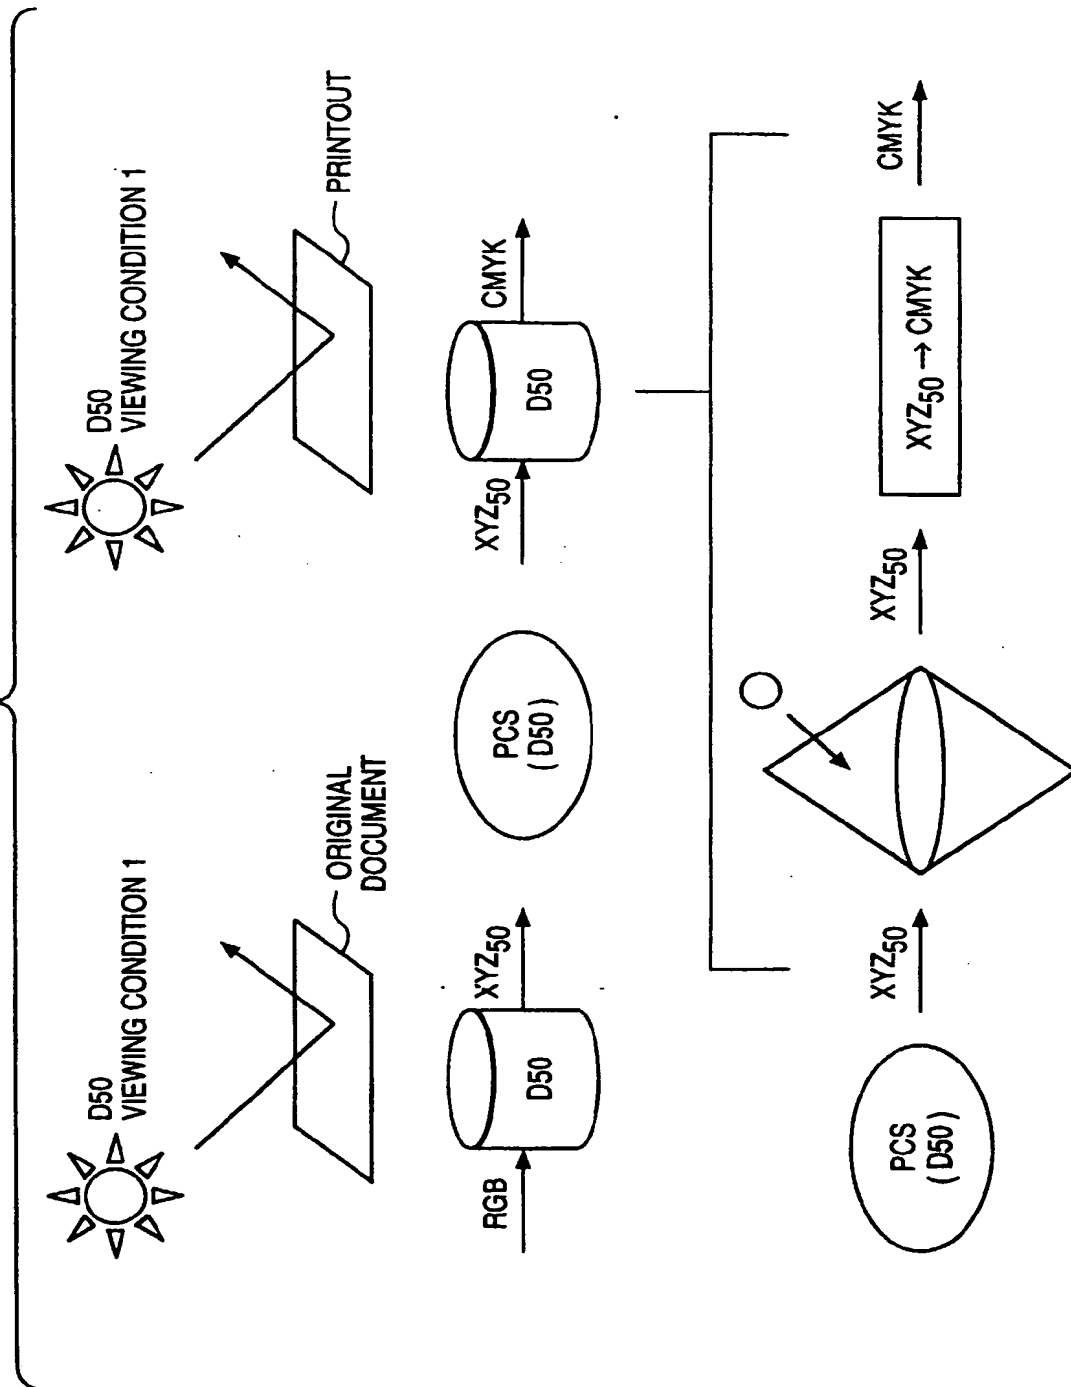 D50
VIEWING CONDITION 1
D50
VIEWING CONDITION 1
ORIGINAL
DOCUMENT
PRINTOUT
RGB
D50
XYZ50
PCS
(D50)
XYZ50
D50
CMYK
PCS
(D50)
XYZ50
XYZ50
XYZ50 → CMYK
CMYK